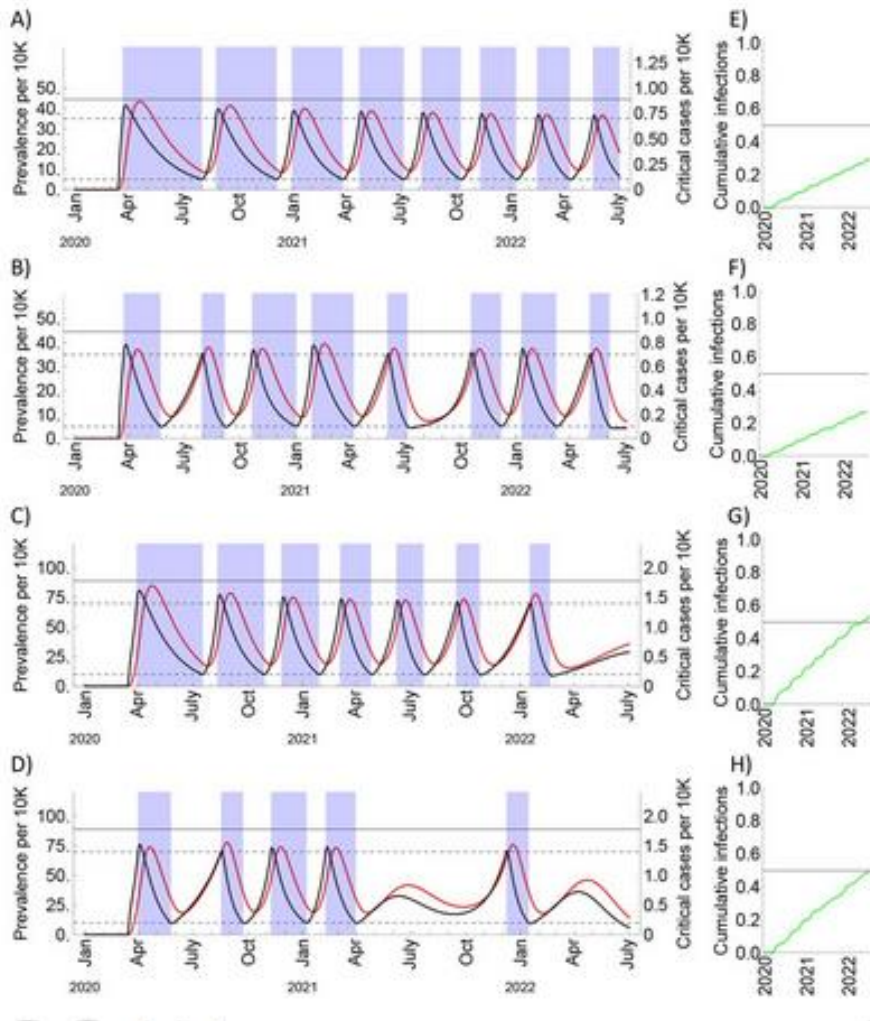 A)
Prevalence per 10K
50.
40.
30.
20.
10.
0.
1.25
1.00
0.75
0.50
0.25
0
Critical cases per 10K
Jan Apr July Oct Jan Apr July Oct Jan Apr July
2020 2021 2022
E)
Cumulative infections
1.0
0.8
0.6
0.4
0.2
0.0
2020 2021 2022
B)
Prevalence per 10K
50.
40.
30.
20.
10.
0.
1.2
1.0
0.8
0.6
0.4
0.2
0
Critical cases per 10K
Jan Apr July Oct Jan Apr July Oct Jan Apr July
2020 2021 2022
F)
Cumulative infections
1.0
0.8
0.6
0.4
0.2
0.0
2020 2021 2022
C)
Prevalence per 10K
100.
75.
50.
25.
0.
2.0
1.5
1.0
0.5
0
Critical cases per 10K
Jan Apr July Oct Jan Apr July Oct Jan Apr July
2020 2021 2022
G)
Cumulative infections
1.0
0.8
0.6
0.4
0.2
0.0
2020 2021 2022
D)
Prevalence per 10K
100.
75.
50.
25.
0.
2.0
1.5
1.0
0.5
0
Critical cases per 10K
Jan Apr July Oct Jan Apr July Oct Jan Apr July
2020 2021 2022
H)
Cumulative infections
1.0
0.8
0.6
0.4
0.2
0.0
2020 2021 2022